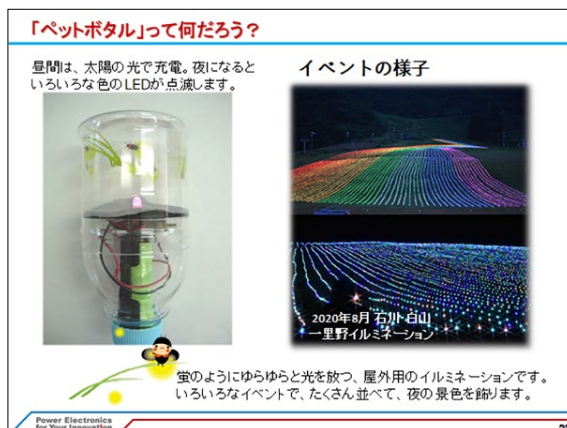 「ペットボタル」って何だろう？
昼間は、太陽の光で充電。夜になると
いろいろな色のLEDが点滅します。
イベントの様子
2020年8月 石川・白山
一里野イルミネーション
蛍のようにゆらゆらと光を放つ、屋外用のイルミネーションです。
いろいろなイベントで、たくさん並べて、夜の景色を飾ります。
Power Electronics
for Your Innovation